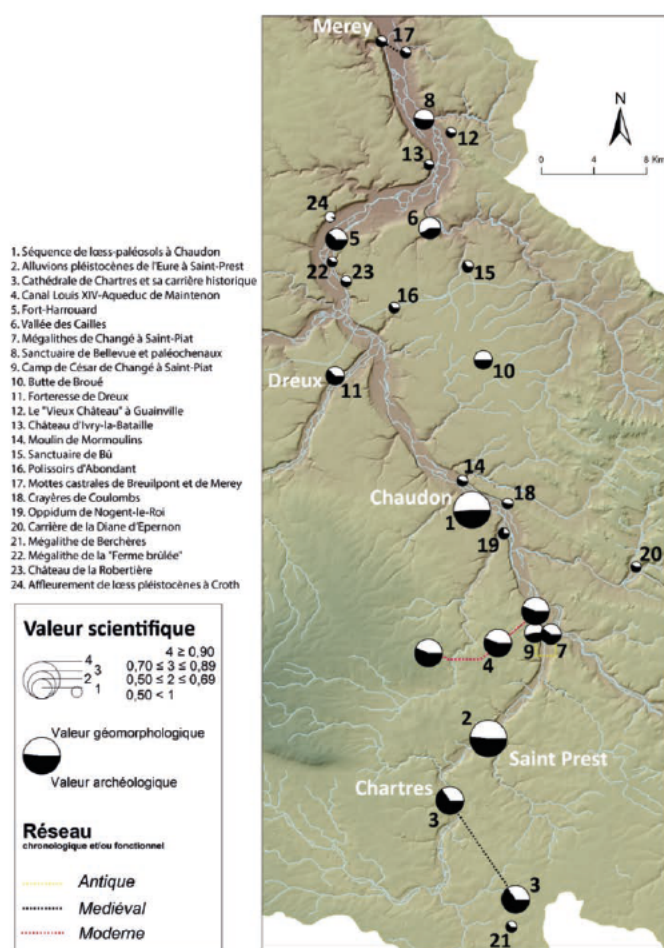 Merey
17
N
8
12
13
0 4 8 Km
24
6
5
22
23
15
16
10
Dreux
11
14
Chaudon
18
1
19
20
4
9
7
2
Saint Prest
Chartres
3
3
21
1. Séquence de lœss-paléosols à Chaudon
2. Alluvions pléistocènes de l'Eure à Saint-Prest
3. Cathédrale de Chartres et sa carrière historique
4. Canal Louis XIV-Aqueduc de Maintenon
5. Fort-Harrouard
6. Vallée des Cailles
7. Mégalithes de Changé à Saint-Piat
8. Sanctuaire de Bellevue et paléochenaux
9. Camp de César de Changé à Saint-Piat
10. Butte de Broué
11. Forteresse de Dreux
12. Le "Vieux Château" à Guainville
13. Château d'Ivry-la-Bataille
14. Moulin de Mormoulins
15. Sanctuaire de Bû
16. Polissoirs d'Abondant
17. Mottes castrales de Breuilpont et de Merey
18. Crayères de Coulombs
19. Oppidum de Nogent-le-Roi
20. Carrière de la Diane d'Epernon
21. Mégalithe de Berchères
22. Mégalithe de la "Ferme brûlée"
23. Château de la Robertière
24. Affleurement de lœss pléistocènes à Croth
Valeur scientifique
4 4 ≥ 0,90
3 0,70 ≤ 3 ≤ 0,89
2 0,50 ≤ 2 ≤ 0,69
1 0,50 < 1
Valeur géomorphologique
Valeur archéologique
Réseau
chronologique et/ou fonctionnel
Antique
Mediéval
Moderne